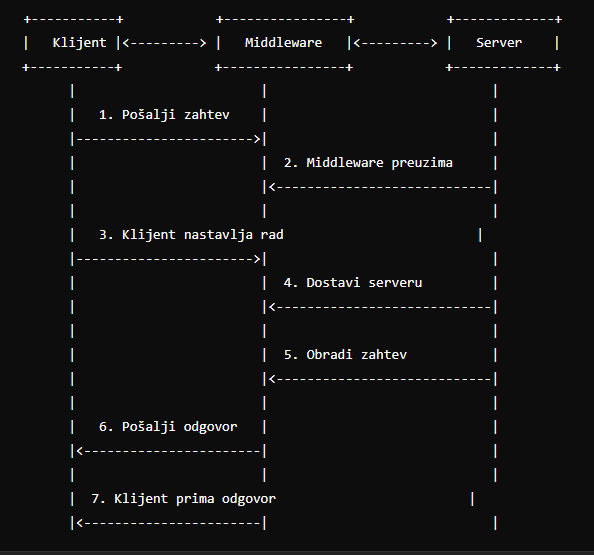 Klijent Middleware Server
1. Pošalji zahtev
2. Middleware preuzima
3. Klijent nastavlja rad
4. Dostavi serveru
5. Obradi zahtev
6. Pošalji odgovor
7. Klijent prima odgovor